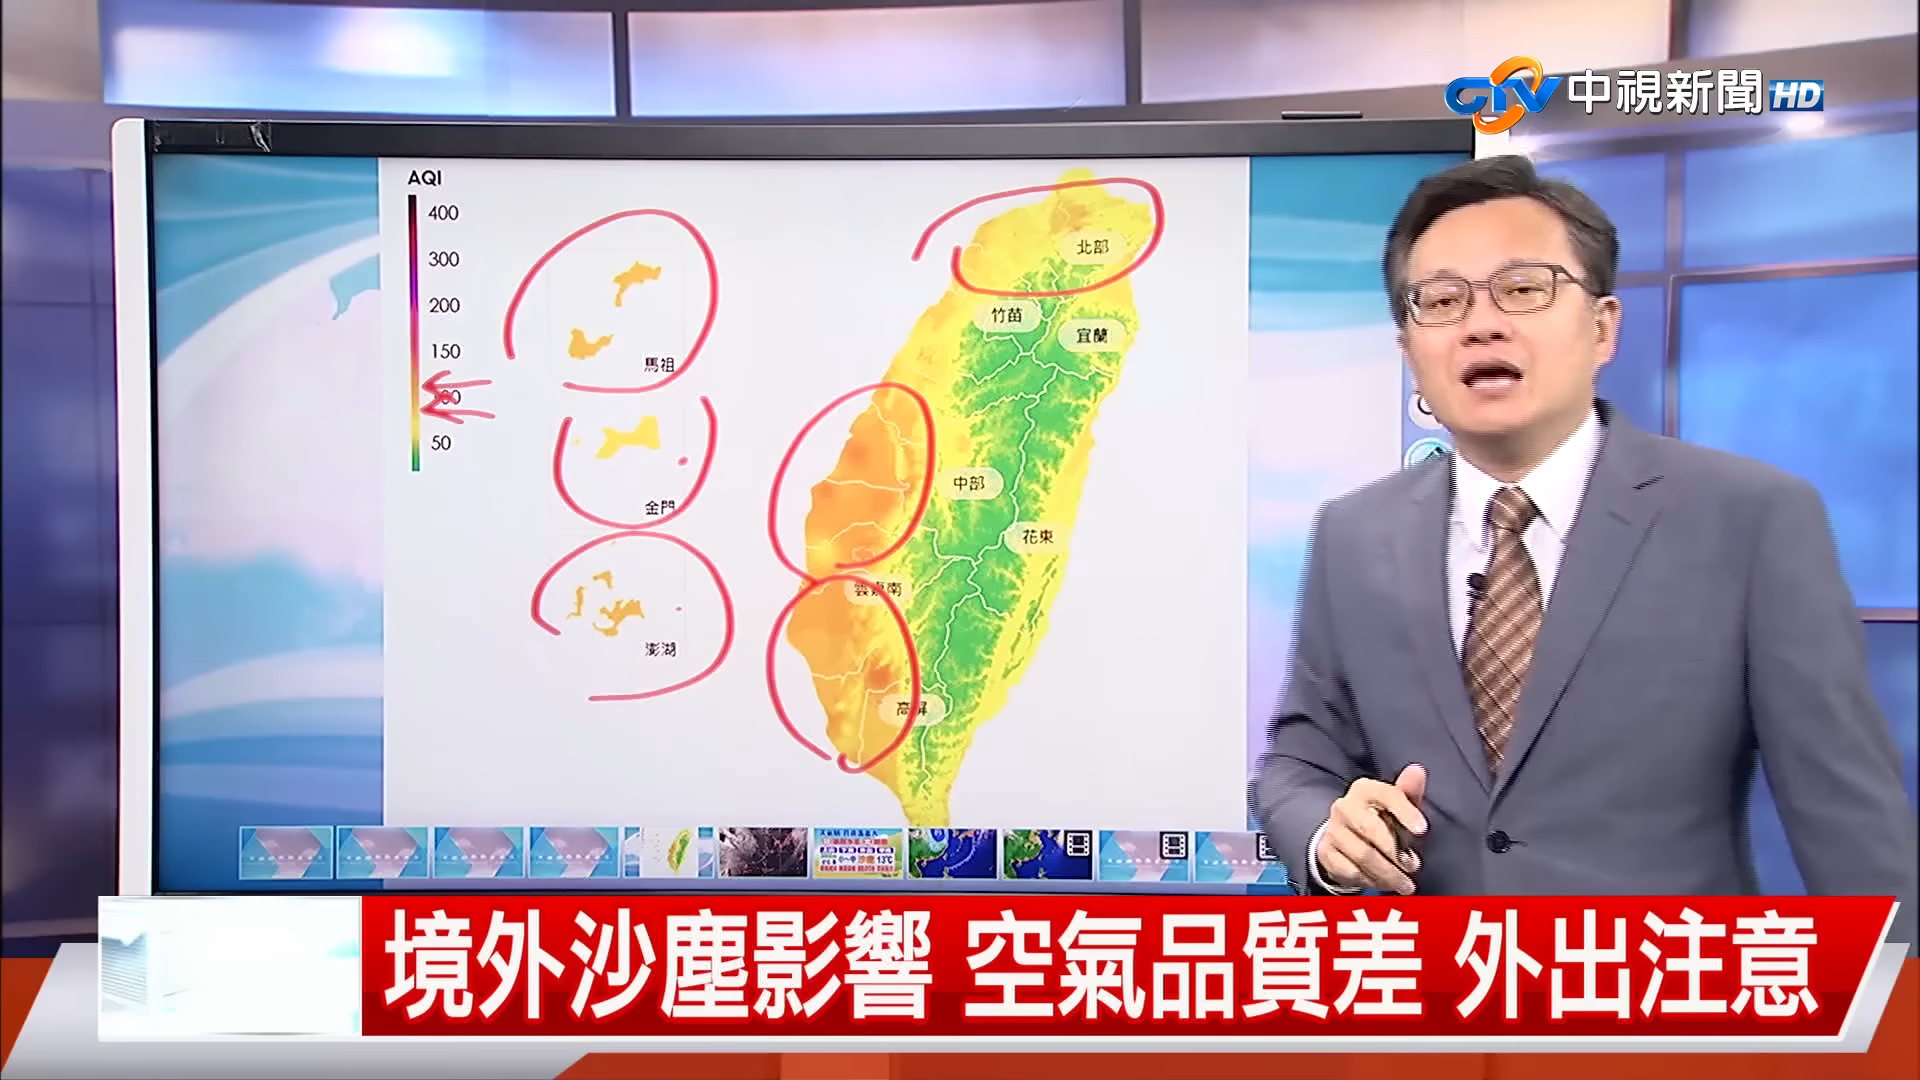 CTV 中視新聞 HD
AQI
400
300
200
150
100
50
馬祖
金門
澎湖
北部
竹苗
宜蘭
中部
花東
雲嘉南
高屏
13°C
境外沙塵影響 空氣品質差 外出注意